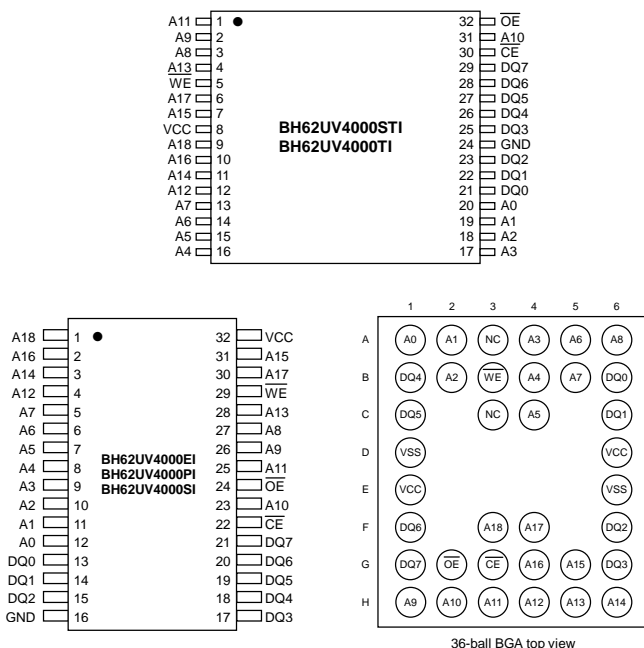 A11 1 32 O̅E̅
A9 2 31 A10
A8 3 30 C̅E̅
A13 4 29 DQ7
W̅E̅ 5 28 DQ6
A17 6 27 DQ5
A15 7 26 DQ4
VCC 8 25 DQ3
A18 9 24 GND
A16 10 23 DQ2
A14 11 22 DQ1
A12 12 21 DQ0
A7 13 20 A0
A6 14 19 A1
A5 15 18 A2
A4 16 17 A3
BH62UV4000STI
BH62UV4000TI
A18 1 32 VCC
A16 2 31 A15
A14 3 30 A17
A12 4 29 W̅E̅
A7 5 28 A13
A6 6 27 A8
A5 7 26 A9
A4 8 25 A11
A3 9 24 O̅E̅
A2 10 23 A10
A1 11 22 C̅E̅
A0 12 21 DQ7
DQ0 13 20 DQ6
DQ1 14 19 DQ5
DQ2 15 18 DQ4
GND 16 17 DQ3
BH62UV4000EI
BH62UV4000PI
BH62UV4000SI
1 2 3 4 5 6
A A0 A1 NC A3 A6 A8
B DQ4 A2 W̅E̅ A4 A7 DQ0
C DQ5 NC A5 DQ1
D VSS VCC
E VCC VSS
F DQ6 A18 A17 DQ2
G DQ7 O̅E̅ C̅E̅ A16 A15 DQ3
H A9 A10 A11 A12 A13 A14
36-ball BGA top view